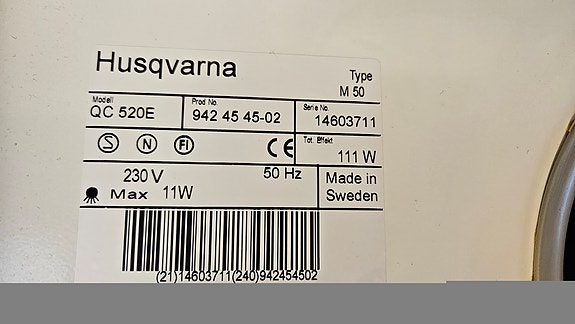 Husqvarna
Type
M 50
Modell
QC 520E
Prod No.
942 45 45-02
Serie No.
14603711
S N FI CE
Tot. Effekt
111 W
230 V 50 Hz
Max 11W
Made in
Sweden
(21)14603711(240)942454502